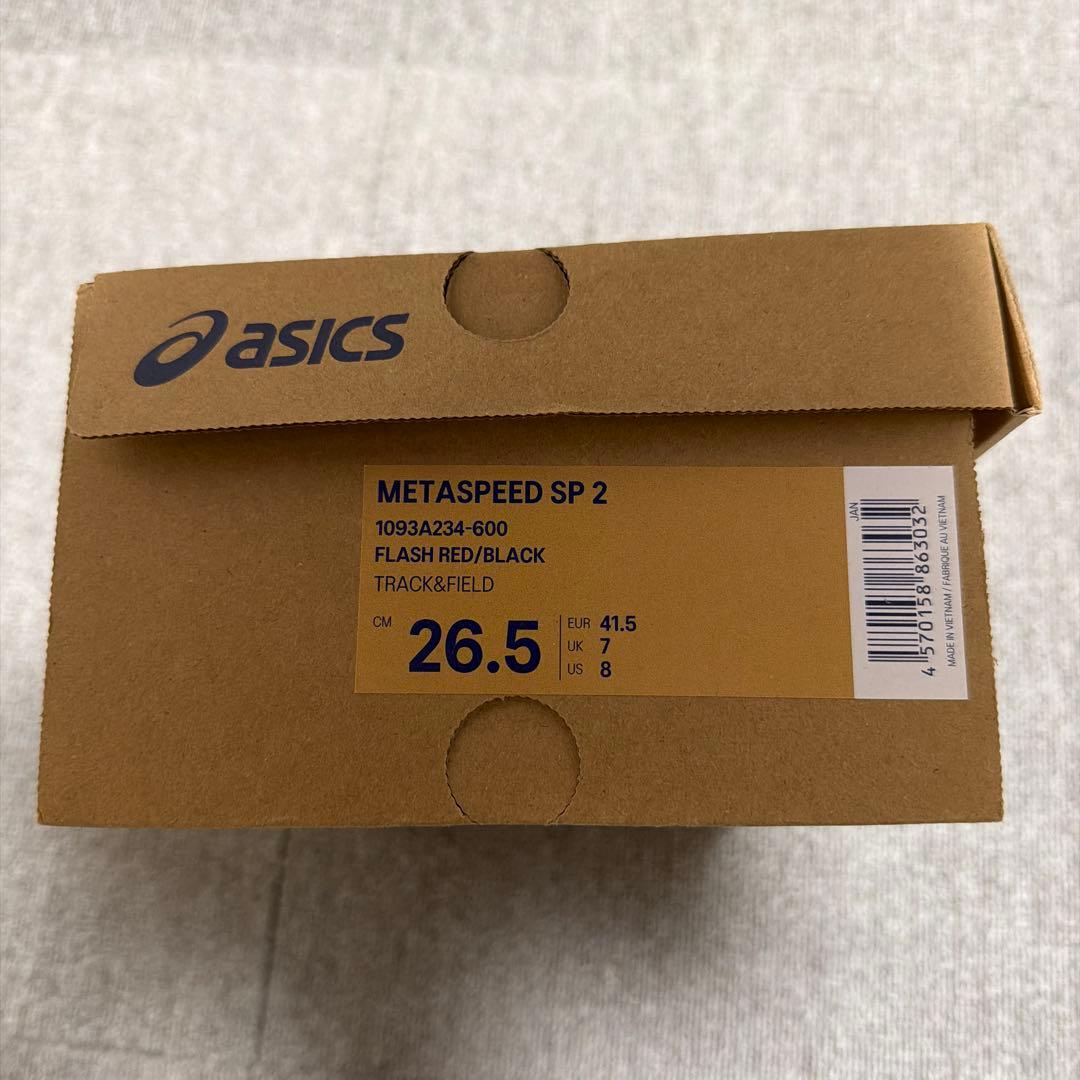 asics
METASPEED SP 2
1093A234-600
FLASH RED/BLACK
TRACK&FIELD
CM 26.5
EUR 41.5
UK 7
US 8
JAN
4 570158 863032
MADE IN VIETNAM / FABRIQUE AU VIETNAM